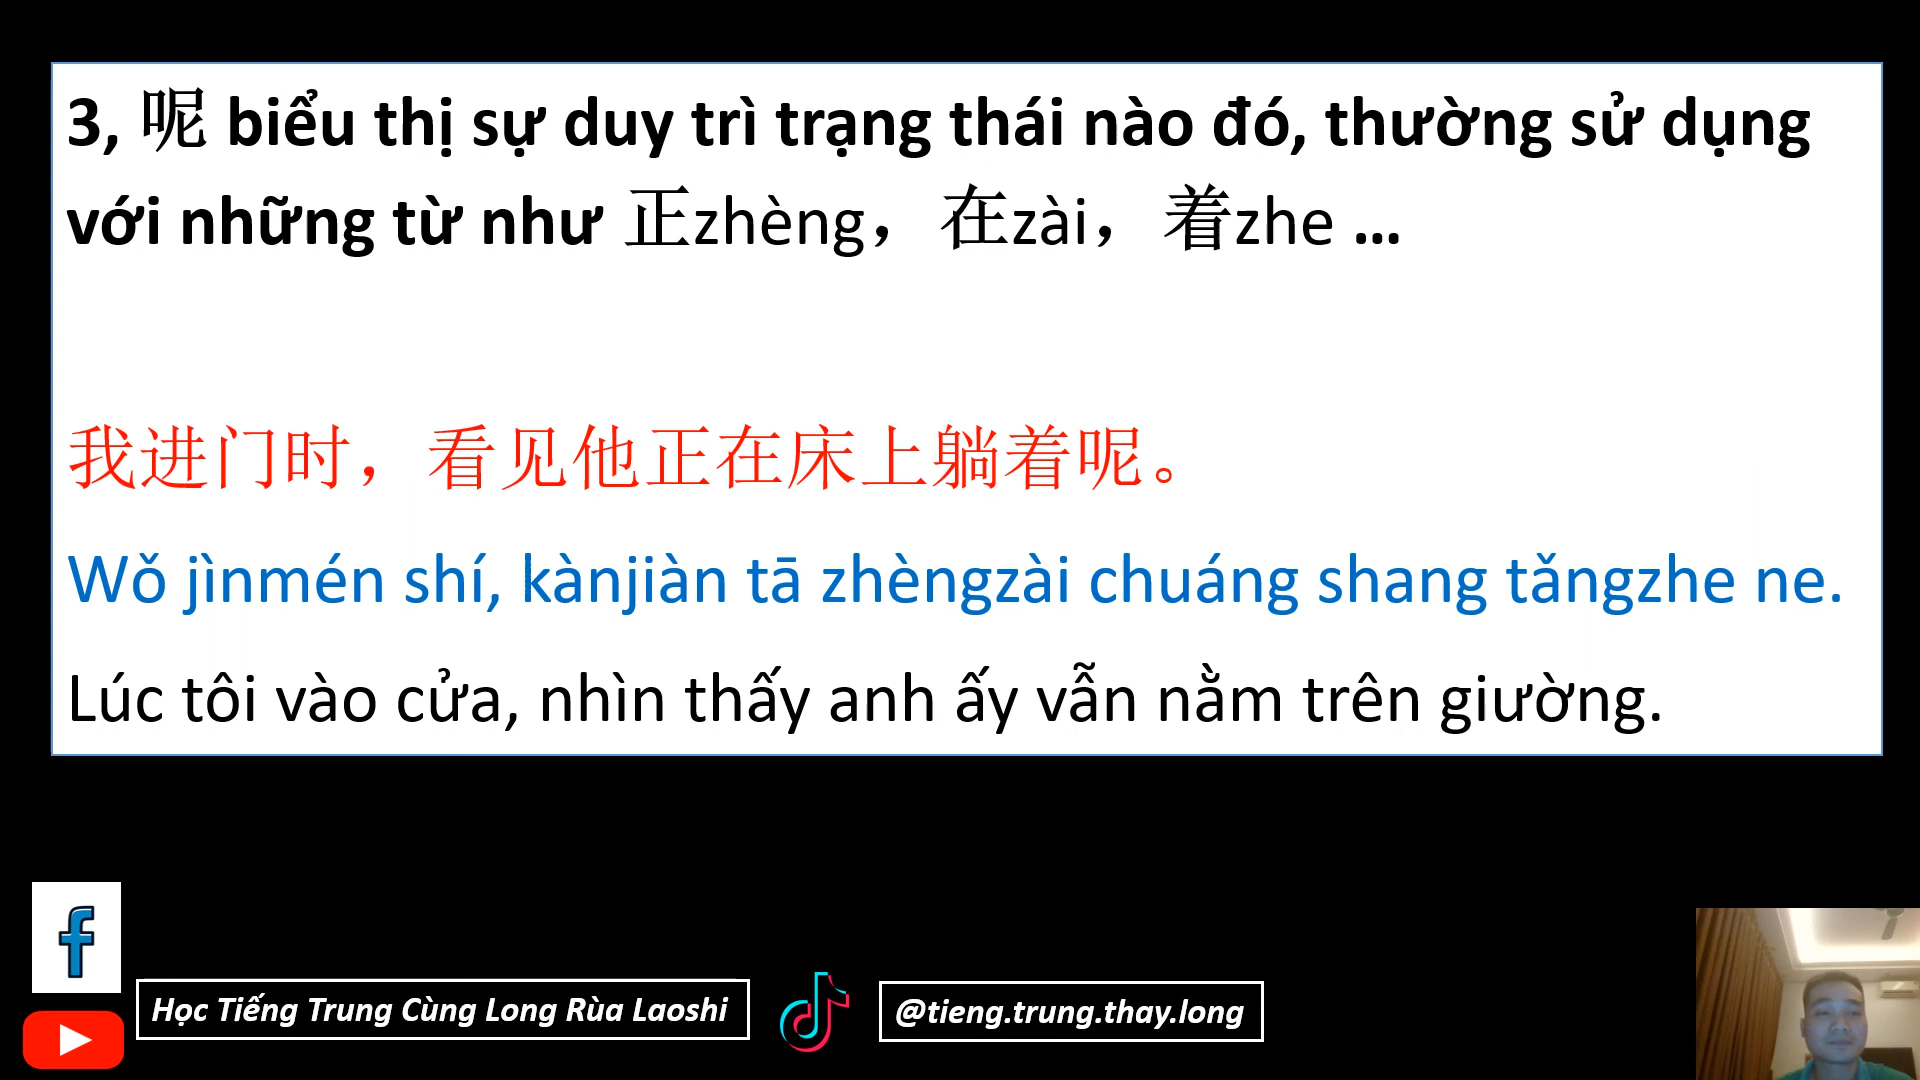 3, 呢 biểu thị sự duy trì trạng thái nào đó, thường sử dụng
với những từ như 正zhèng，在zài，着zhe ...
我进门时，看见他正在床上躺着呢。
Wǒ jìnmén shí, kànjiàn tā zhèngzài chuáng shang tǎngzhe ne.
Lúc tôi vào cửa, nhìn thấy anh ấy vẫn nằm trên giường.
Học Tiếng Trung Cùng Long Rùa Laoshi
@tieng.trung.thay.long